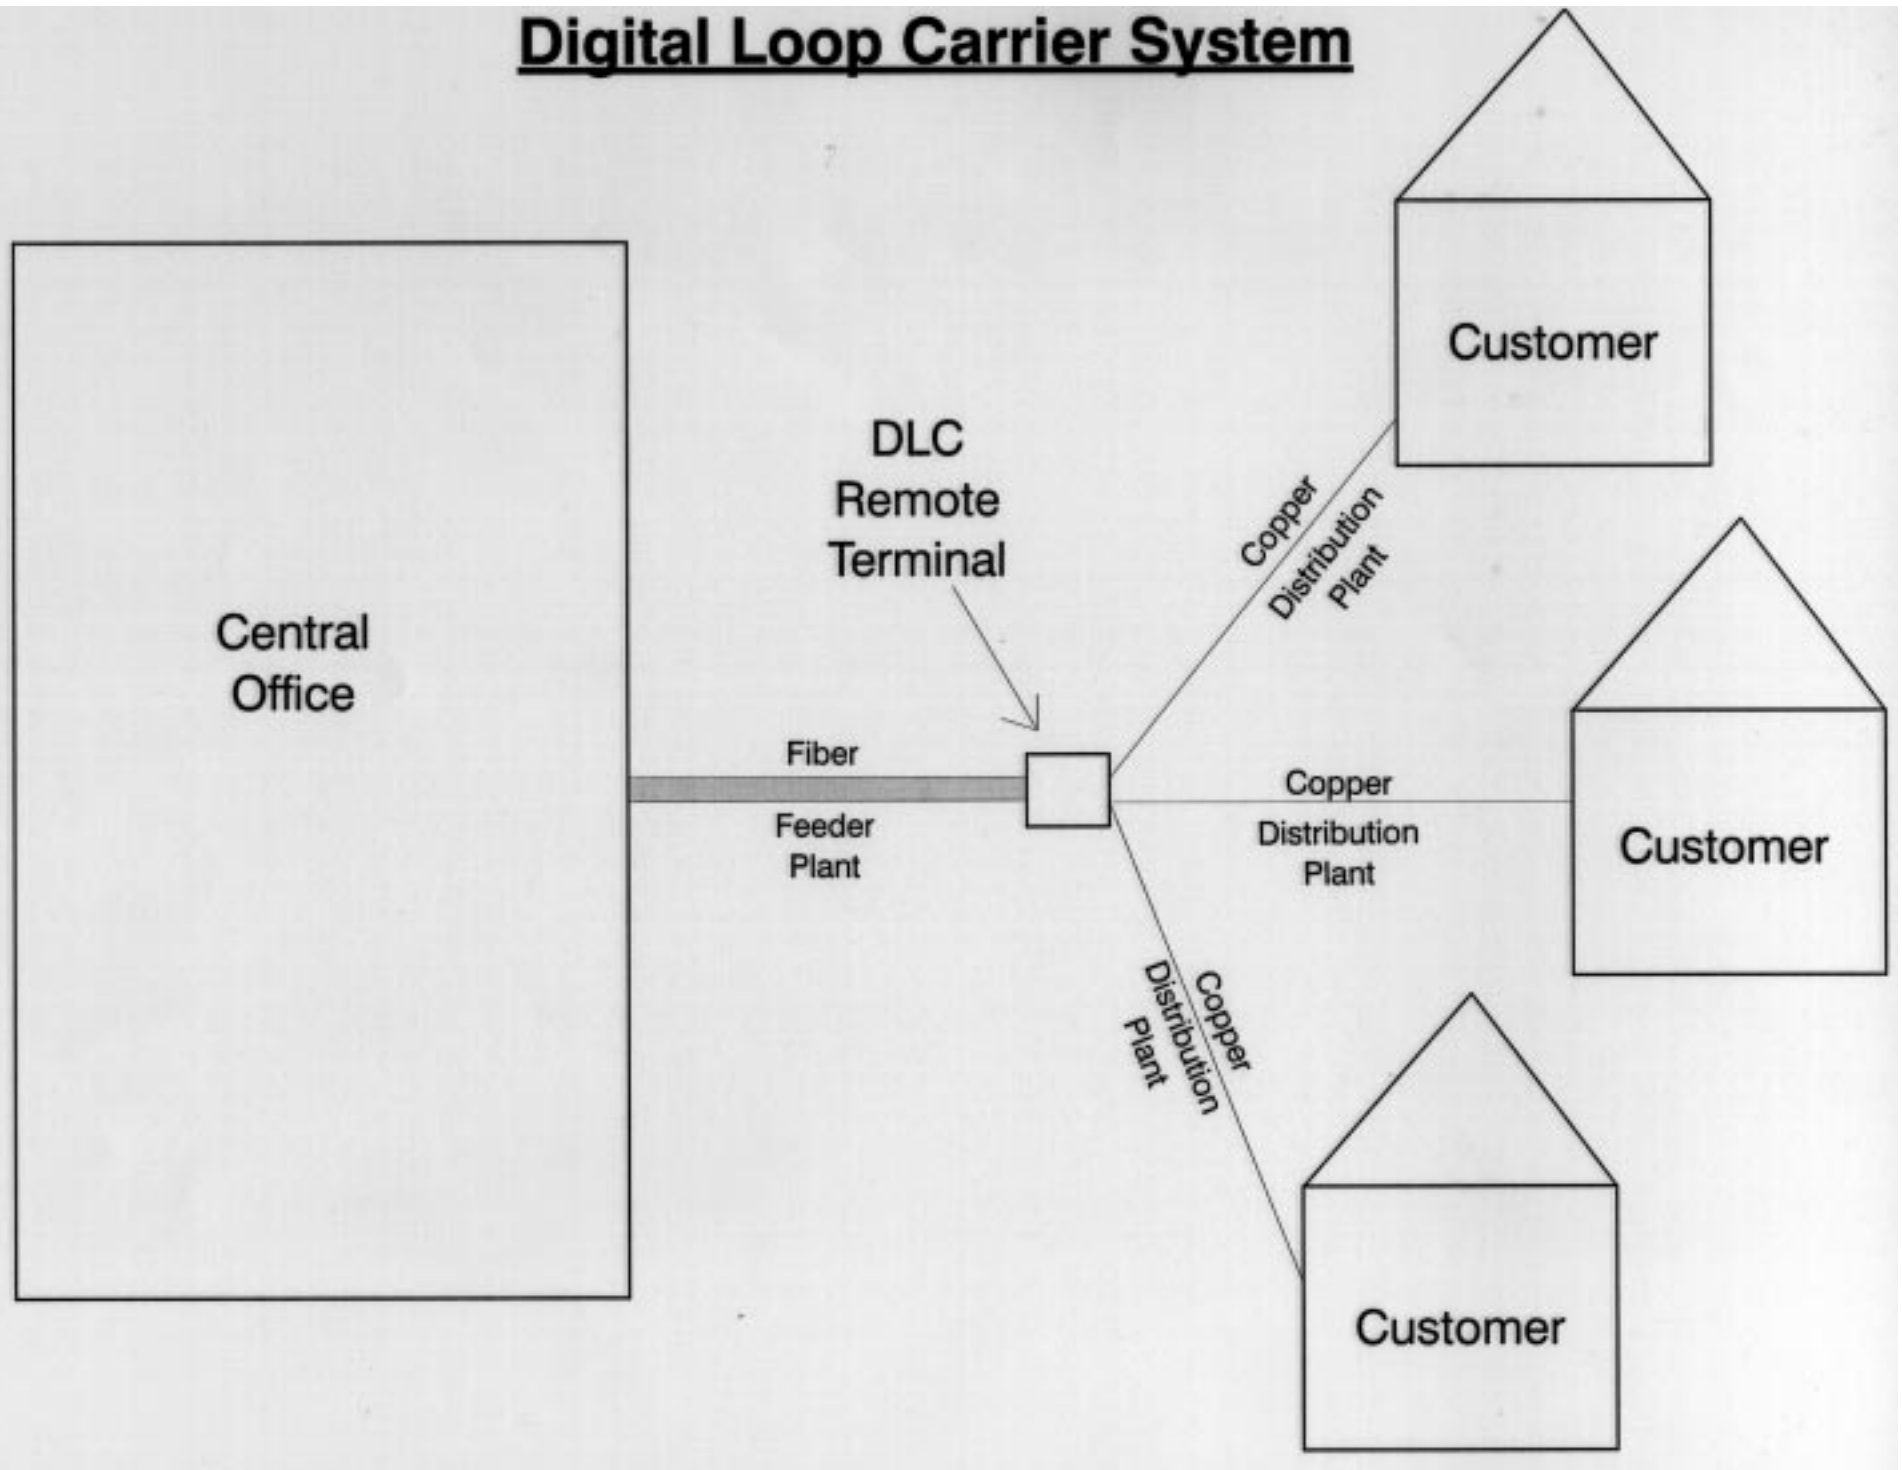 Digital Loop Carrier System
Central
Office
DLC
Remote
Terminal
Fiber
Feeder
Plant
Copper
Distribution
Plant
Customer
Copper
Distribution
Plant
Customer
Copper
Distribution
Plant
Customer